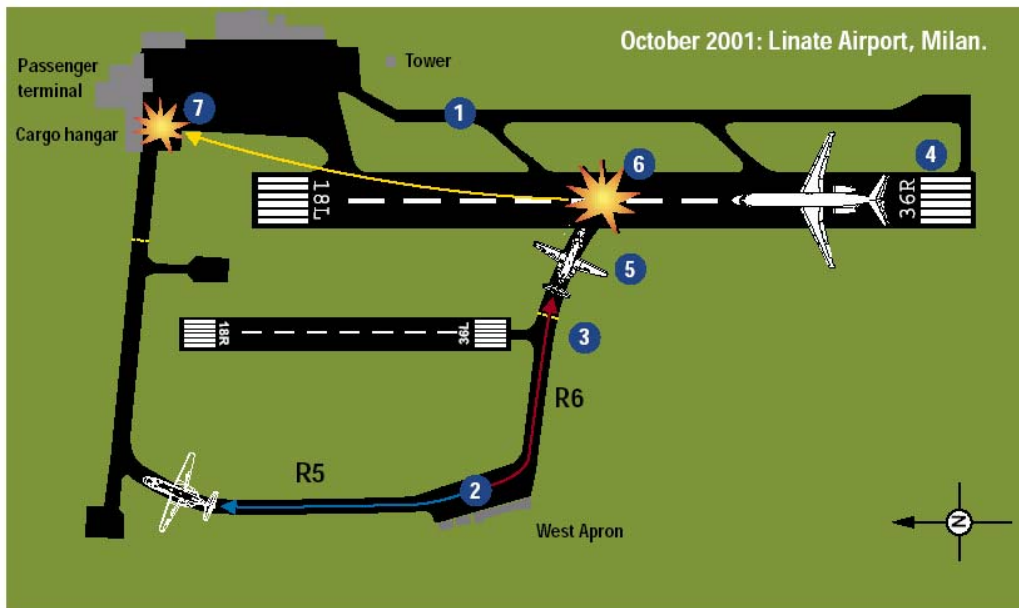 October 2001: Linate Airport, Milan.
Passenger
terminal
Tower
Cargo hangar
7
1
6
4
18L
36R
5
18R
36L
3
R6
R5
2
West Apron
N